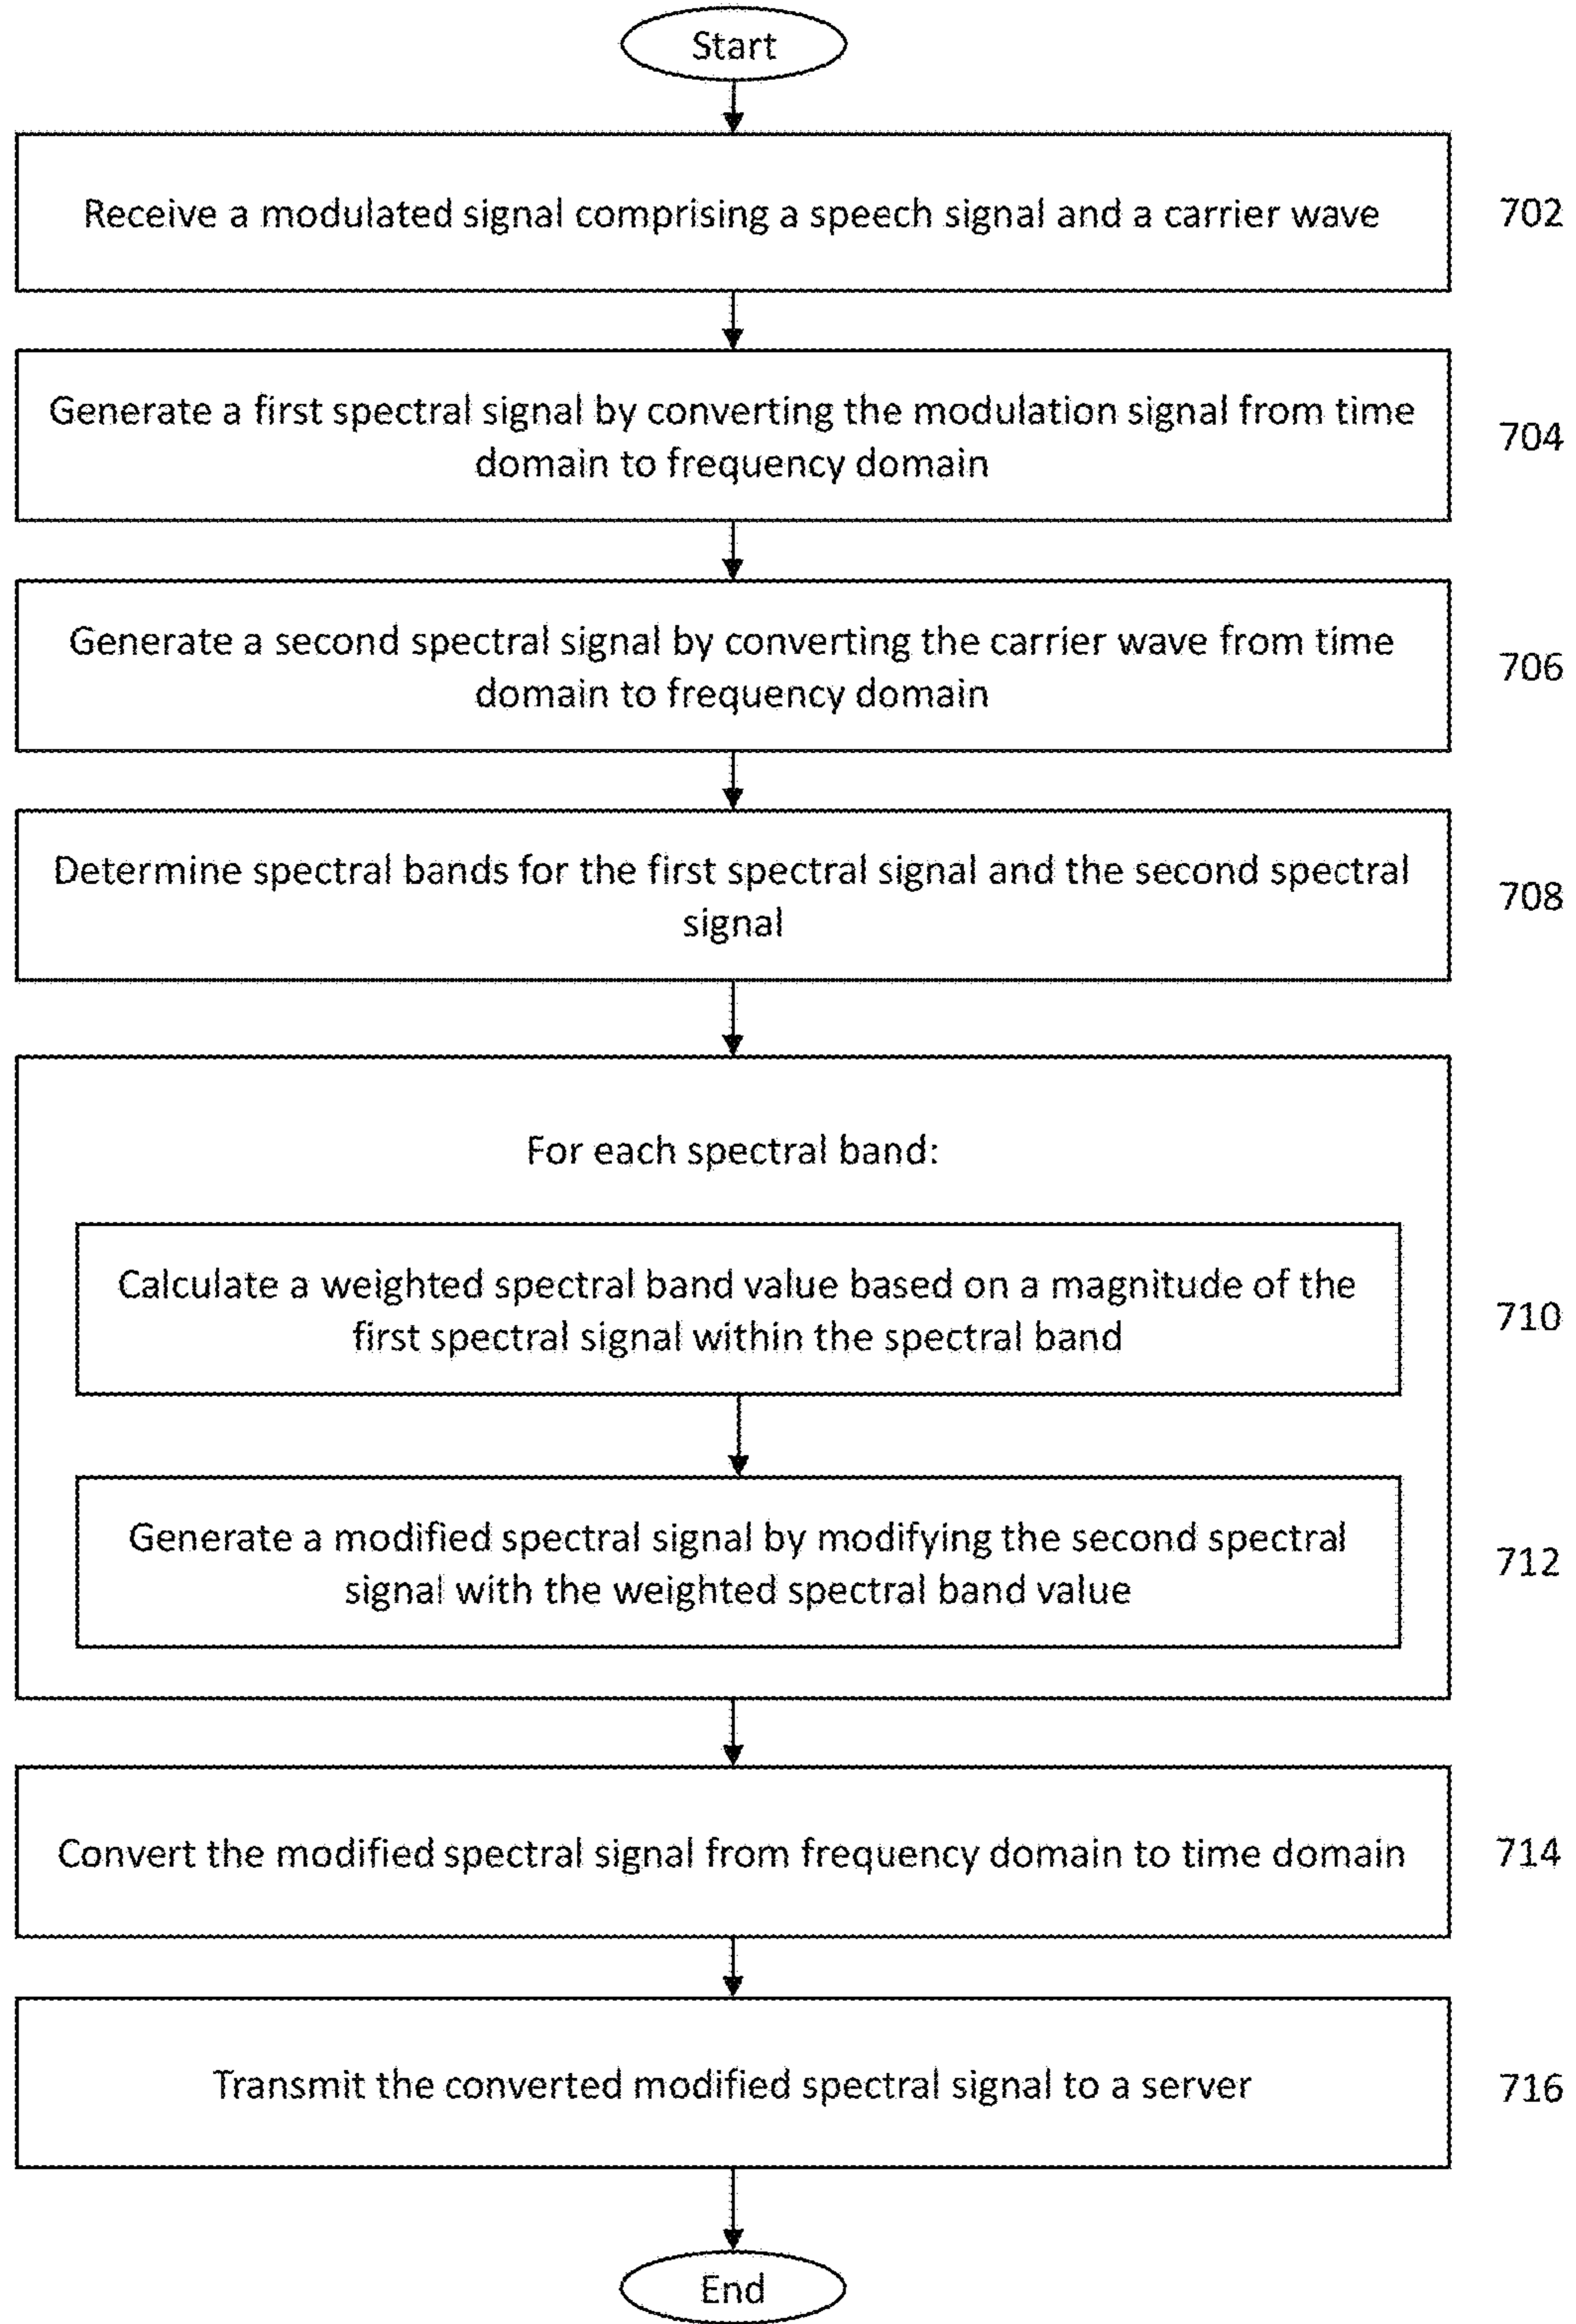 Start
Receive a modulated signal comprising a speech signal and a carrier wave
702
Generate a first spectral signal by converting the modulation signal from time
domain to frequency domain
704
Generate a second spectral signal by converting the carrier wave from time
domain to frequency domain
706
Determine spectral bands for the first spectral signal and the second spectral
signal
708
For each spectral band:
Calculate a weighted spectral band value based on a magnitude of the
first spectral signal within the spectral band
710
Generate a modified spectral signal by modifying the second spectral
signal with the weighted spectral band value
712
Convert the modified spectral signal from frequency domain to time domain
714
Transmit the converted modified spectral signal to a server
716
End